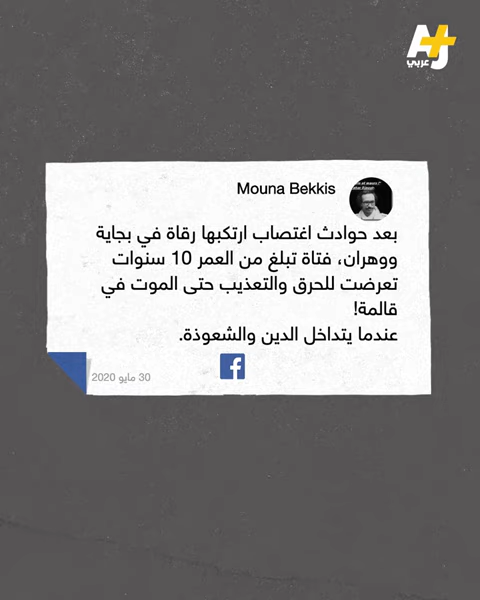 AJ+
عربي
Mouna Bekkis
بعد حوادث اغتصاب ارتكبها رقاة في بجاية
ووهران، فتاة تبلغ من العمر 10 سنوات
تعرضت للحرق والتعذيب حتى الموت في
قالمة!
عندما يتداخل الدين والشعوذة.
30 مايو 2020